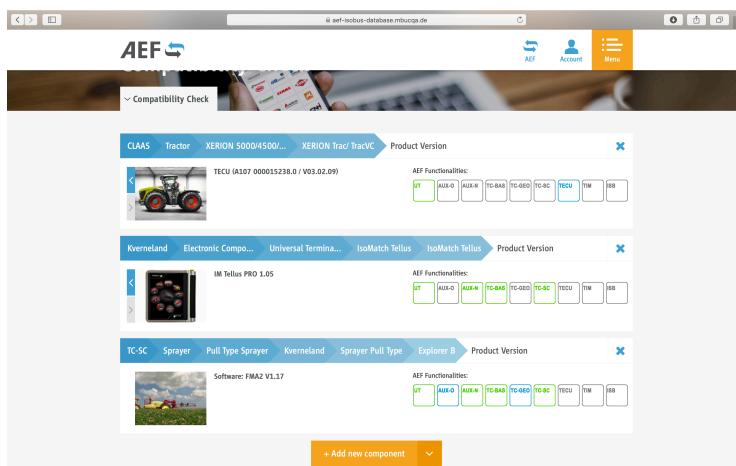 aef-isobus-database.mbucqa.de
AEF
AEF
Account
Menu
Compatibility Check
CLAAS Tractor XERION 5000/4500/... XERION Trac/ TracVC Product Version
TECU (A107 000015238.0 / V03.02.09)
AEF Functionalities:
UT AUX-O AUX-N TC-BAS TC-GEO TC-SC TECU TIM ISB
Kverneland Electronic Compo... Universal Termina... IsoMatch Tellus IsoMatch Tellus Product Version
IM Tellus PRO 1.05
AEF Functionalities:
UT AUX-O AUX-N TC-BAS TC-GEO TC-SC TECU TIM ISB
TC-SC Sprayer Pull Type Sprayer Kverneland Sprayer Pull Type Explorer B Product Version
Software: FMA2 V1.17
AEF Functionalities:
UT AUX-O AUX-N TC-BAS TC-GEO TC-SC TECU TIM ISB
+ Add new component